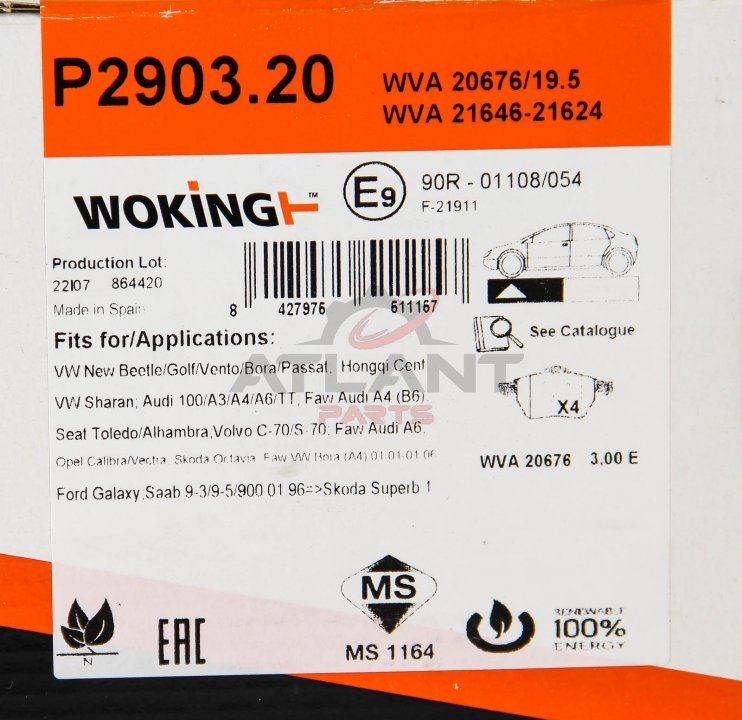 P2903.20
WVA 20676/19.5
WVA 21646-21624
WOKING™
E9
90R - 01108/054
F-21911
Production Lot:
22I07 864420
Made in Spain
8 427976 611167
Fits for/Applications:
See Catalogue
VW New Beetle/Golf/Vento/Bora/Passat, Hongqi Cent
VW Sharan, Audi 100/A3/A4/A6/TT, Faw Audi A4 (B6)
Seat Toledo/Alhambra,Volvo C-70/S-70, Faw Audi A6,
Opel Calibra/Vectra, Skoda Octavia, Faw VW Bora (A4) 01.01-01.06
Ford Galaxy,Saab 9-3/9-5/900 01.96=>Skoda Superb 1
X4
WVA 20676 3,00 E
ATLANT
PARTS
N
EAC
MS
MS 1164
RENEWABLE
100%
ENERGY